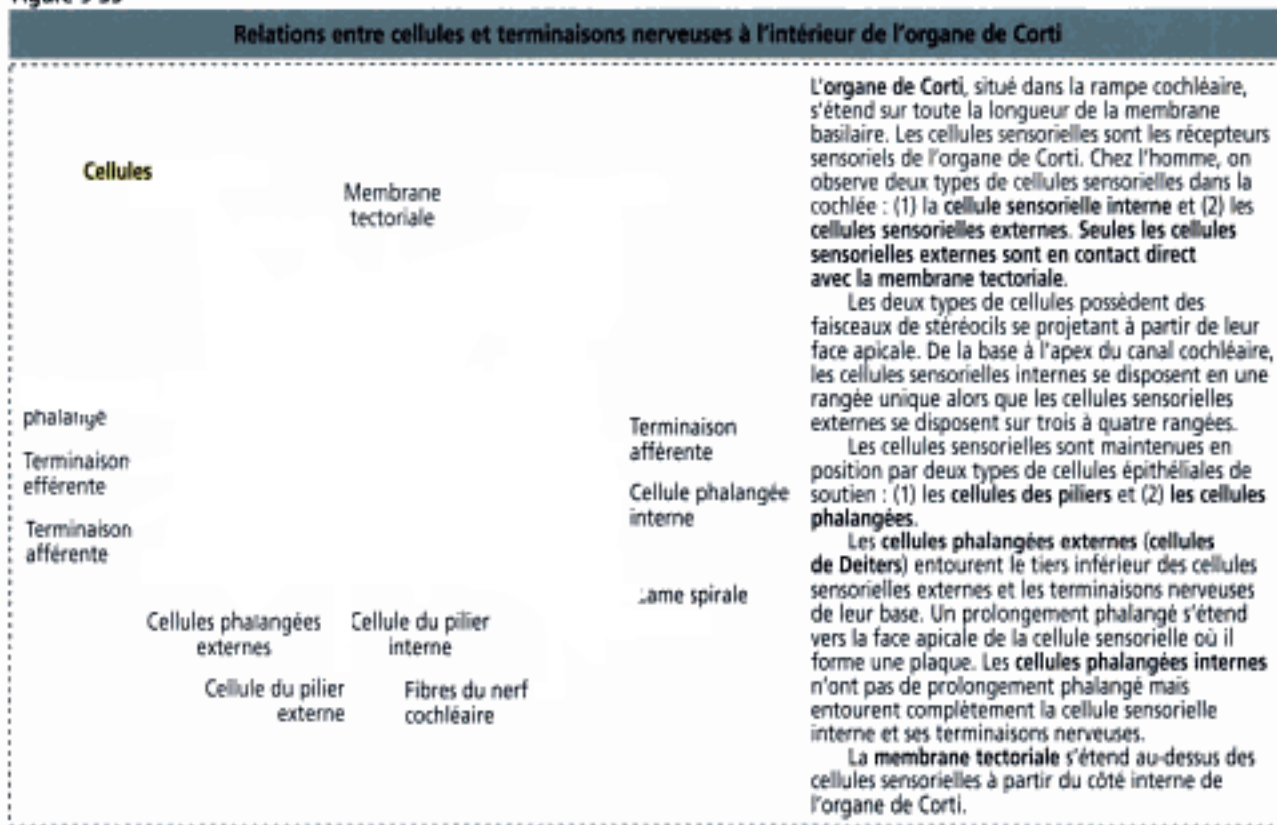 Relations entre cellules et terminaisons nerveuses à l'intérieur de l'organe de Corti
Cellules
Membrane
tectoriale
phalangé
Terminaison
efférente
Terminaison
afférente
Terminaison
afférente
Cellule phalangée
interne
Lame spirale
Cellules phalangées
externes
Cellule du pilier
interne
Cellule du pilier
externe
Fibres du nerf
cochléaire
L'organe de Corti, situé dans la rampe cochléaire,
s'étend sur toute la longueur de la membrane
basilaire. Les cellules sensorielles sont les récepteurs
sensoriels de l'organe de Corti. Chez l'homme, on
observe deux types de cellules sensorielles dans la
cochlée : (1) la cellule sensorielle interne et (2) les
cellules sensorielles externes. Seules les cellules
sensorielles externes sont en contact direct
avec la membrane tectoriale.
Les deux types de cellules possèdent des
faisceaux de stéréocils se projetant à partir de leur
face apicale. De la base à l'apex du canal cochléaire,
les cellules sensorielles internes se disposent en une
rangée unique alors que les cellules sensorielles
externes se disposent sur trois à quatre rangées.
Les cellules sensorielles sont maintenues en
position par deux types de cellules épithéliales de
soutien : (1) les cellules des piliers et (2) les cellules
phalangées.
Les cellules phalangées externes (cellules
de Deiters) entourent le tiers inférieur des cellules
sensorielles externes et les terminaisons nerveuses
de leur base. Un prolongement phalangé s'étend
vers la face apicale de la cellule sensorielle où il
forme une plaque. Les cellules phalangées internes
n'ont pas de prolongement phalangé mais
entourent complètement la cellule sensorielle
interne et ses terminaisons nerveuses.
La membrane tectoriale s'étend au-dessus des
cellules sensorielles à partir du côté interne de
l'organe de Corti.